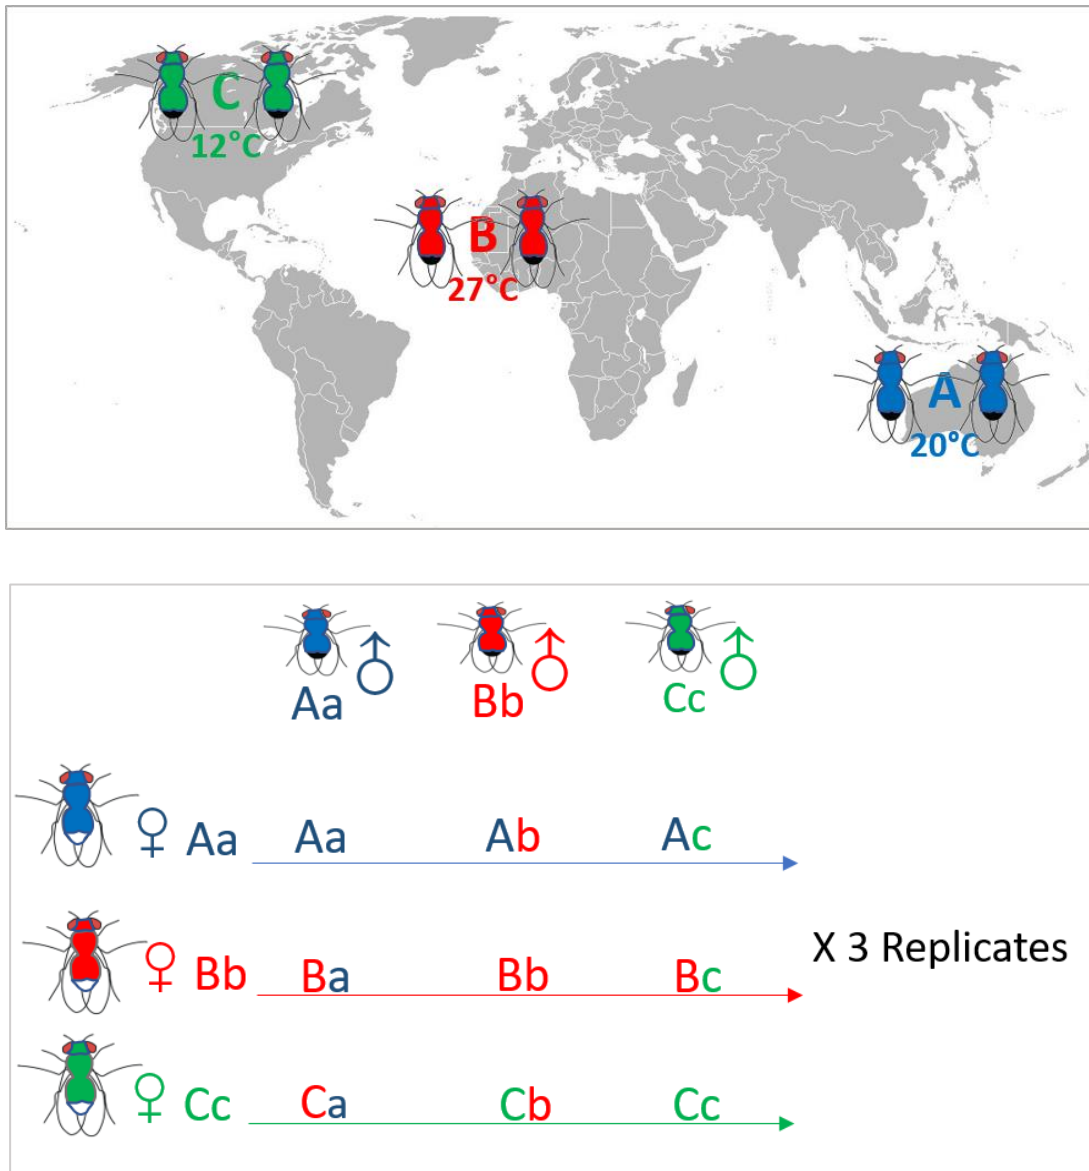 C
12°C
B
27°C
A
20°C
♂ ♂ ♂
Aa Bb Cc
♀ Aa Aa Ab Ac
X 3 Replicates
♀ Bb Ba Bb Bc
♀ Cc Ca Cb Cc